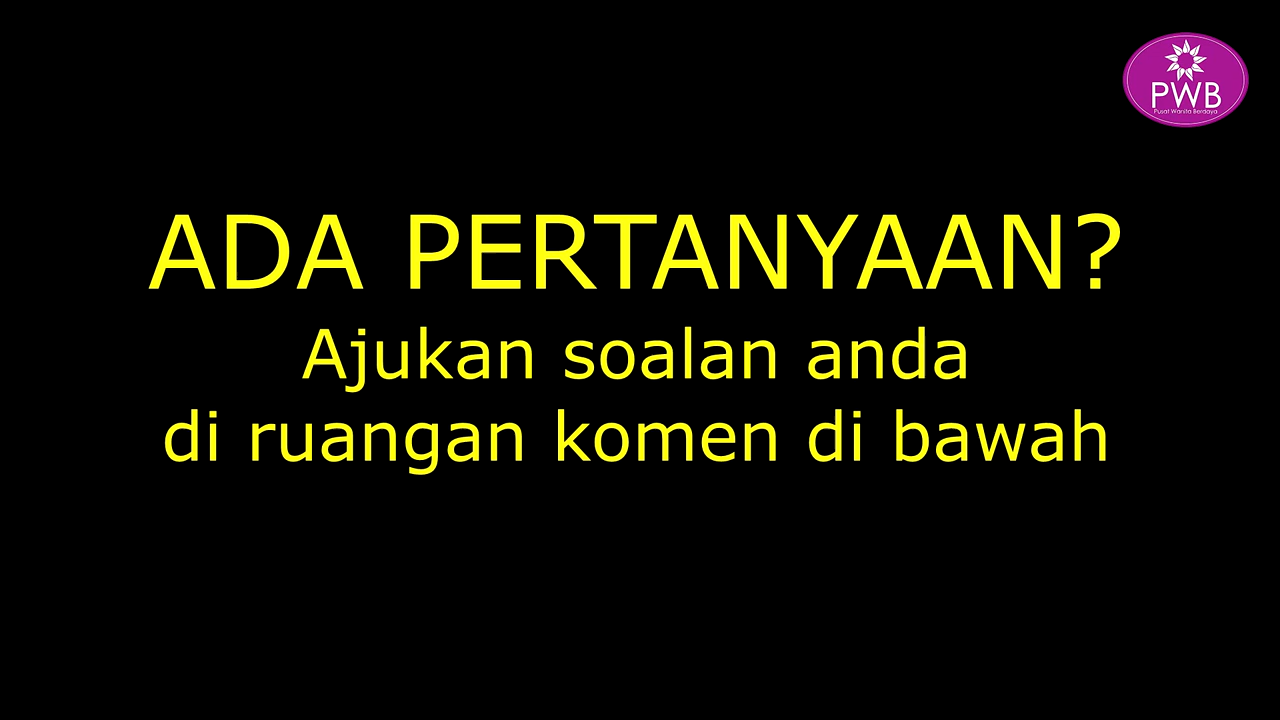 PWB
Pusat Wanita Berdaya
ADA PERTANYAAN?
Ajukan soalan anda
di ruangan komen di bawah